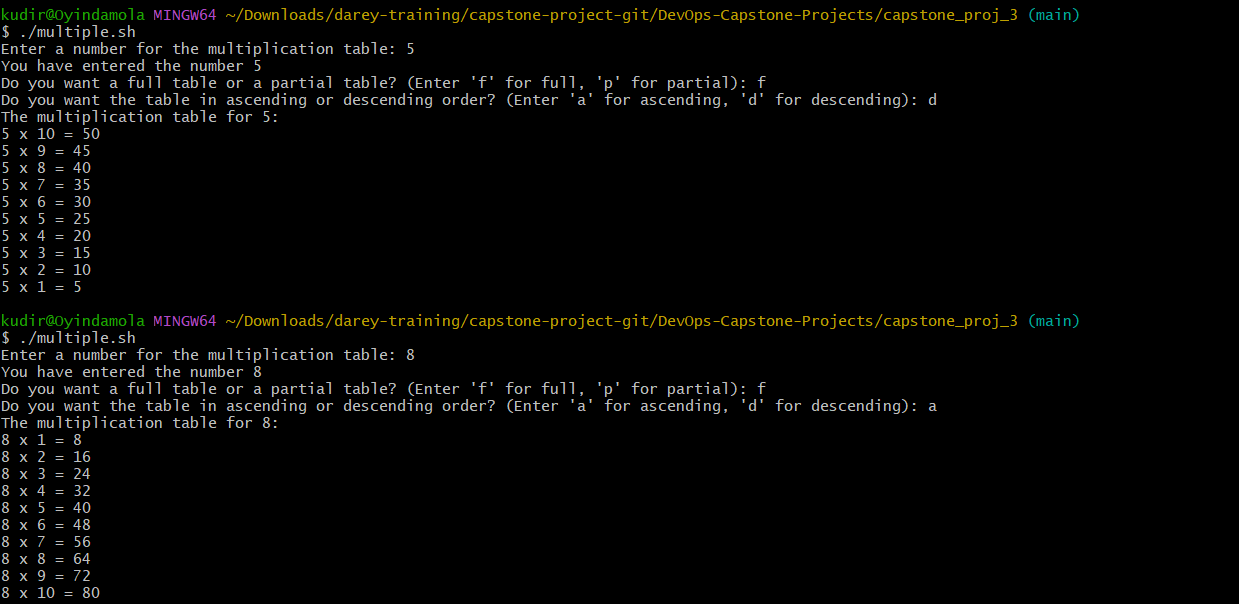 kudir@Oyindamola MINGW64 ~/Downloads/darey-training/capstone-project-git/DevOps-Capstone-Projects/capstone_proj_3 (main)
$ ./multiple.sh
Enter a number for the multiplication table: 5
You have entered the number 5
Do you want a full table or a partial table? (Enter 'f' for full, 'p' for partial): f
Do you want the table in ascending or descending order? (Enter 'a' for ascending, 'd' for descending): d
The multiplication table for 5:
5 x 10 = 50
5 x 9 = 45
5 x 8 = 40
5 x 7 = 35
5 x 6 = 30
5 x 5 = 25
5 x 4 = 20
5 x 3 = 15
5 x 2 = 10
5 x 1 = 5
kudir@Oyindamola MINGW64 ~/Downloads/darey-training/capstone-project-git/DevOps-Capstone-Projects/capstone_proj_3 (main)
$ ./multiple.sh
Enter a number for the multiplication table: 8
You have entered the number 8
Do you want a full table or a partial table? (Enter 'f' for full, 'p' for partial): f
Do you want the table in ascending or descending order? (Enter 'a' for ascending, 'd' for descending): a
The multiplication table for 8:
8 x 1 = 8
8 x 2 = 16
8 x 3 = 24
8 x 4 = 32
8 x 5 = 40
8 x 6 = 48
8 x 7 = 56
8 x 8 = 64
8 x 9 = 72
8 x 10 = 80